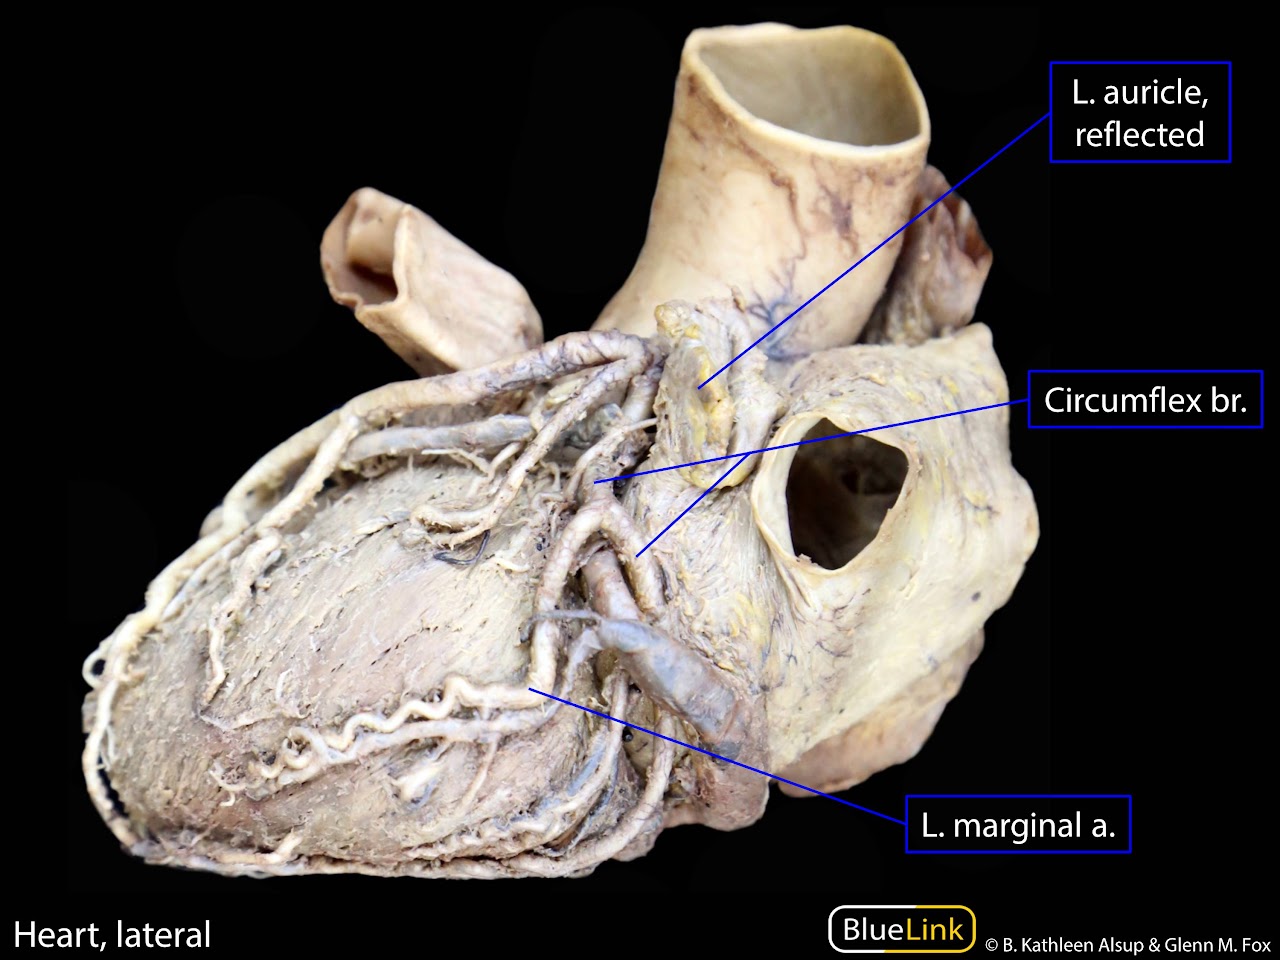 L. auricle,
reflected
Circumflex br.
L. marginal a.
Heart, lateral
BlueLink
© B. Kathleen Alsup & Glenn M. Fox